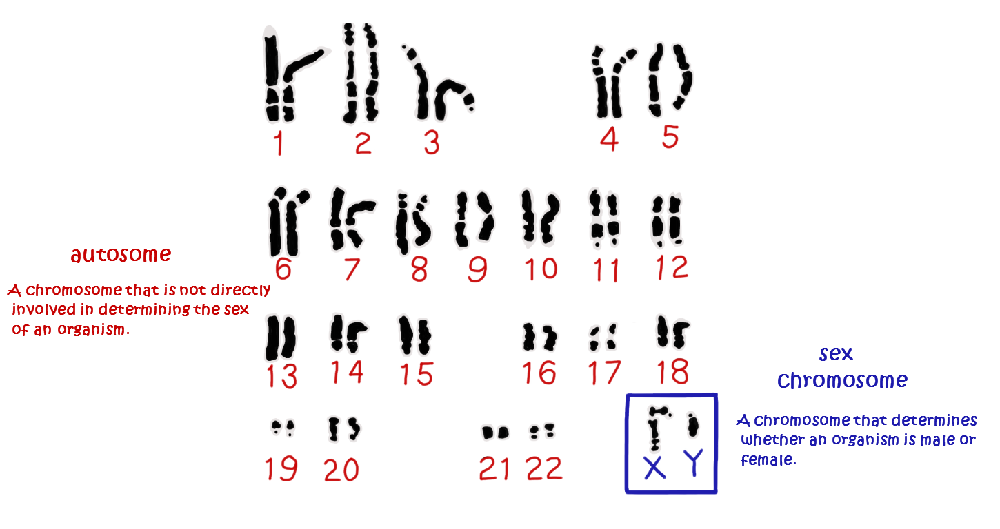 1 2 3 4 5
6 7 8 9 10 11 12
autosome
A chromosome that is not directly
involved in determining the sex
of an organism.
13 14 15 16 17 18
sex
chromosome
A chromosome that determines
whether an organism is male or
female.
19 20 21 22 X Y